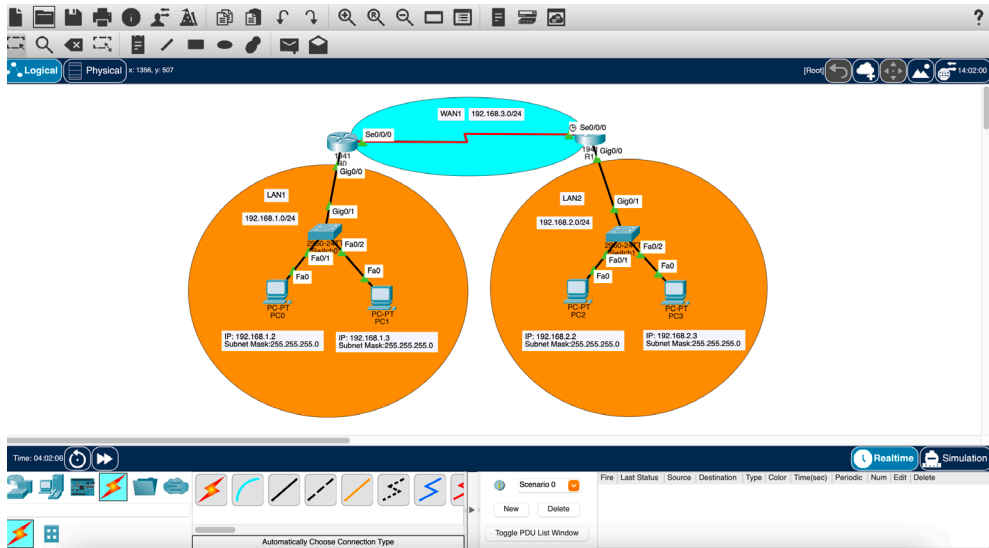 Logical
Physical
x: 1356, y: 507
[Root]
14:02:00
WAN1
192.168.3.0/24
Se0/0/0
Se0/0/0
1941
R0
Gig0/0
R1
Gig0/0
LAN1
192.168.1.0/24
Gig0/1
Fa0/2
Fa0/1
Fa0
Fa0
PC-PT
PC0
PC-PT
PC1
IP: 192.168.1.2
Subnet Mask:255.255.255.0
IP: 192.168.1.3
Subnet Mask:255.255.255.0
LAN2
192.168.2.0/24
Gig0/1
Fa0/2
Fa0/1
Fa0
Fa0
PC-PT
PC2
PC-PT
PC3
IP: 192.168.2.2
Subnet Mask:255.255.255.0
IP: 192.168.2.3
Subnet Mask:255.255.255.0
Time: 04:02:06
Realtime
Simulation
Scenario 0
New
Delete
Toggle PDU List Window
Fire Last Status Source Destination Type Color Time(sec) Periodic Num Edit Delete
Automatically Choose Connection Type